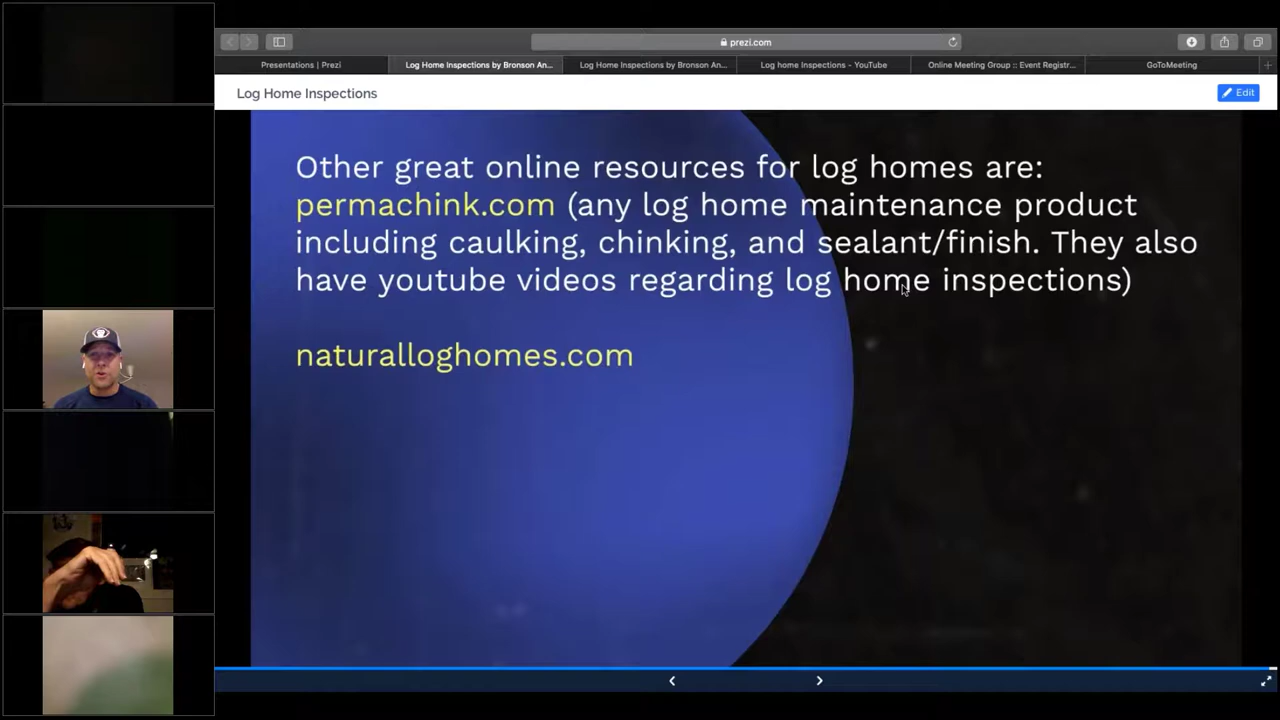 prezi.com
Presentations | Prezi
Log Home Inspections by Bronson An...
Log Home Inspections by Bronson An...
Log home Inspections - YouTube
Online Meeting Group :: Event Registr...
GoToMeeting
Log Home Inspections
Edit
Other great online resources for log homes are:
permachink.com (any log home maintenance product
including caulking, chinking, and sealant/finish. They also
have youtube videos regarding log home inspections)
naturalloghomes.com